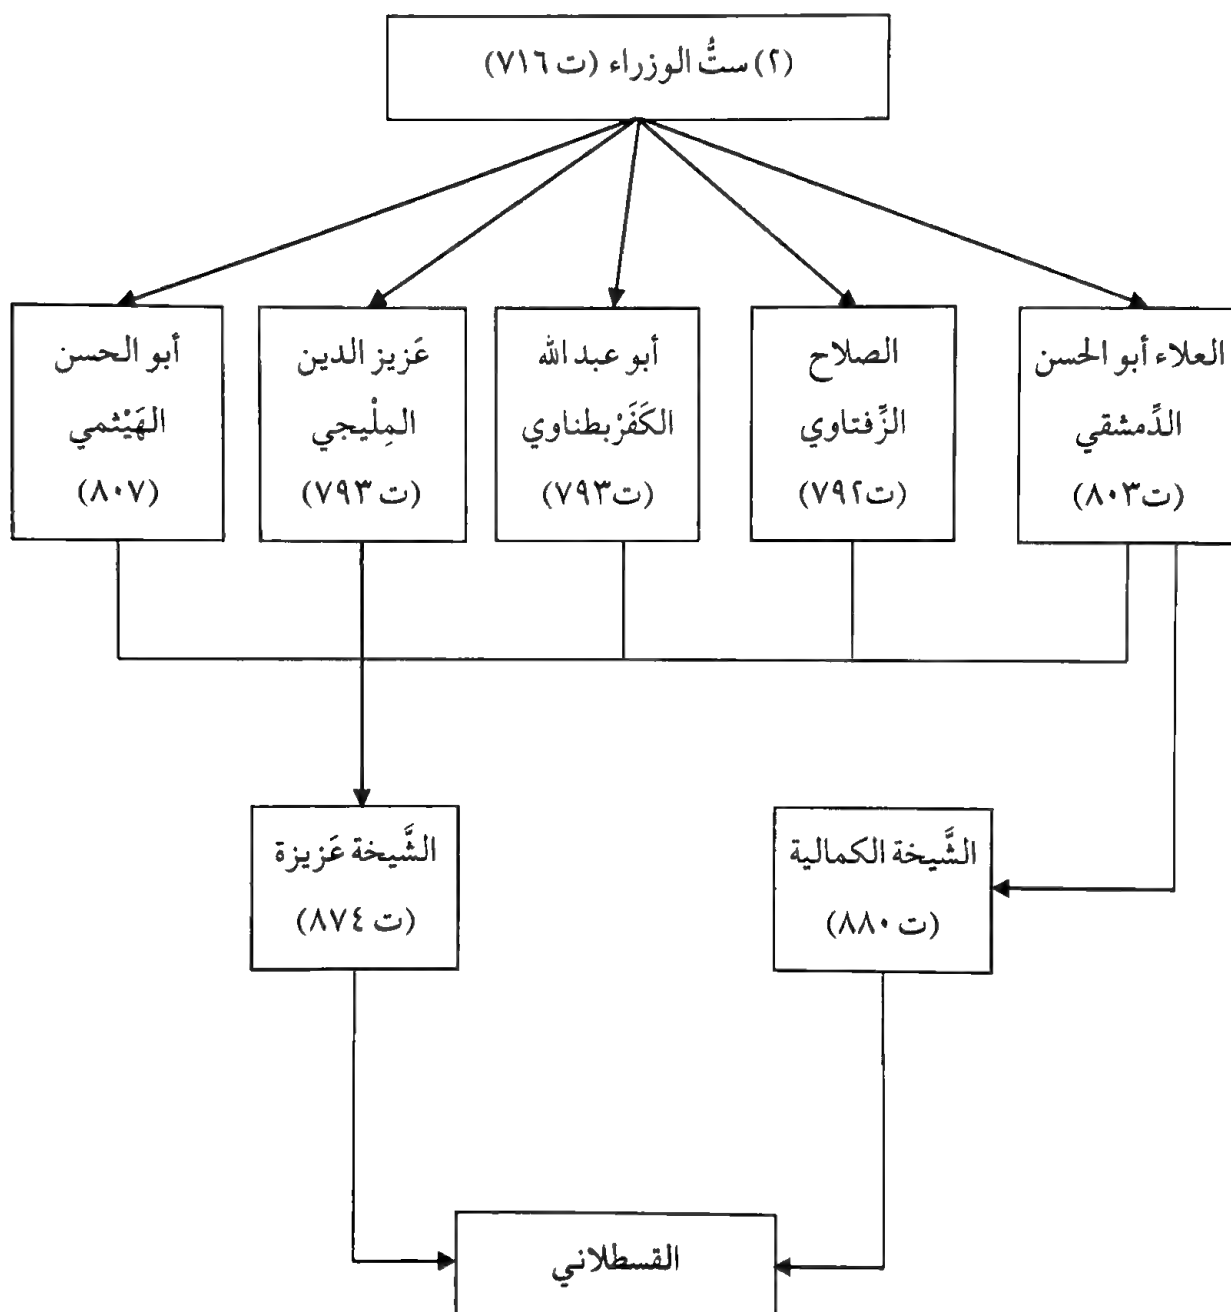 (٢) ستُّ الوزراء (ت ٧١٦)
العلاء أبو الحسن
الدِّمشقي
(ت٨٠٣)
الصلاح
الزِّفتاوي
(ت٧٩٢)
أبو عبد الله
الكَفَرْبطناوي
(ت٧٩٣)
عَزيز الدين
المِلْيجي
(ت ٧٩٣)
أبو الحسن
الهَيْثمي
(٨٠٧)
الشَّيخة الكمالية
(ت ٨٨٠)
الشَّيخة عَزيزة
(ت ٨٧٤)
القسطلاني